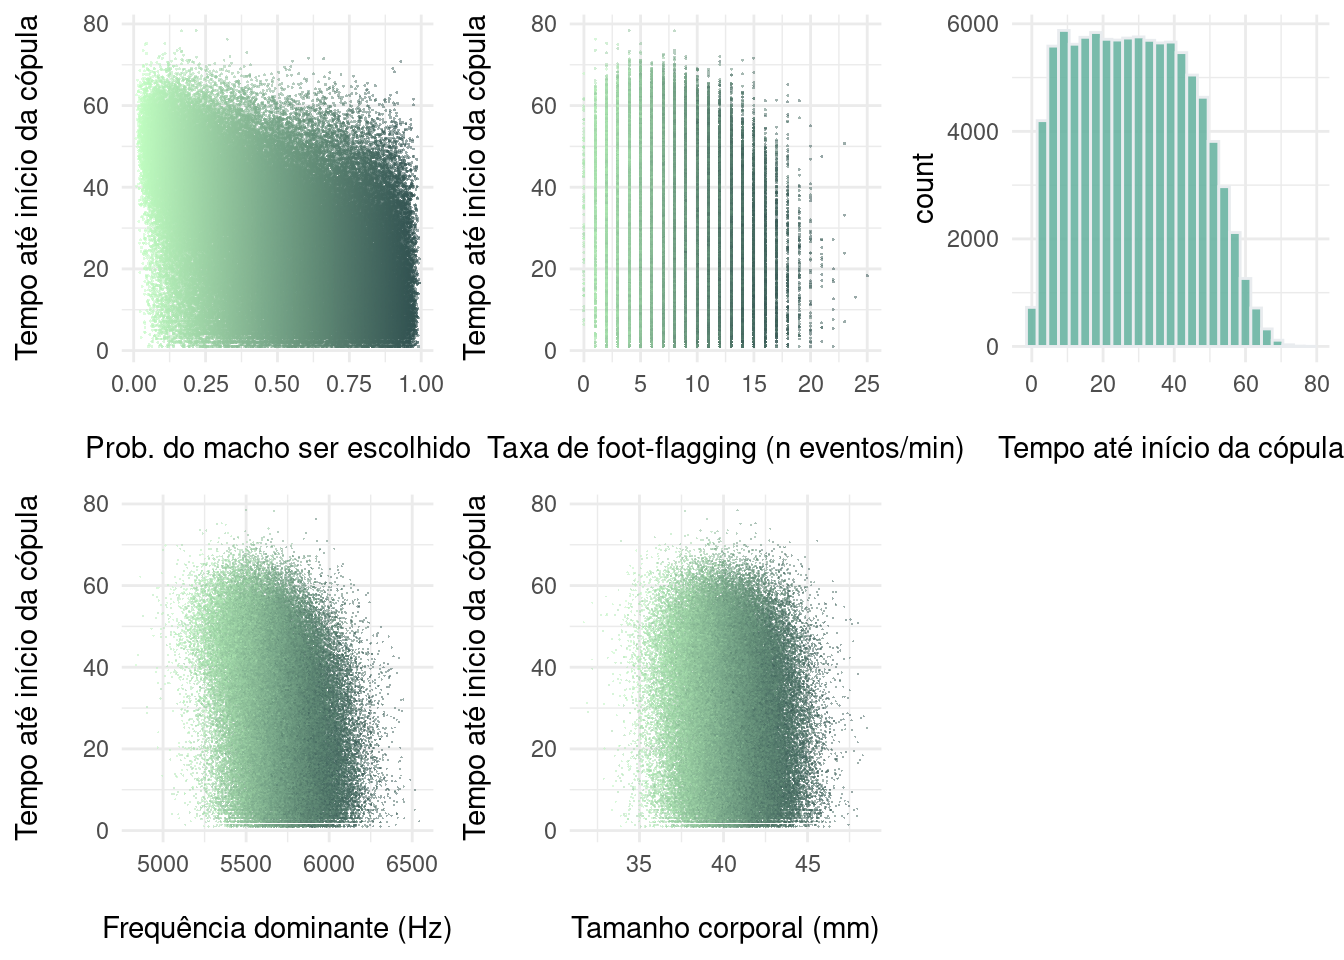 Tempo até início da cópula
80
60
40
20
0
0.00 0.25 0.50 0.75 1.00
Prob. do macho ser escolhido
Tempo até início da cópula
80
60
40
20
0
0 5 10 15 20 25
Taxa de foot-flagging (n eventos/min)
count
6000
4000
2000
0
0 20 40 60 80
Tempo até início da cópula
Tempo até início da cópula
80
60
40
20
0
5000 5500 6000 6500
Frequência dominante (Hz)
Tempo até início da cópula
80
60
40
20
0
35 40 45
Tamanho corporal (mm)